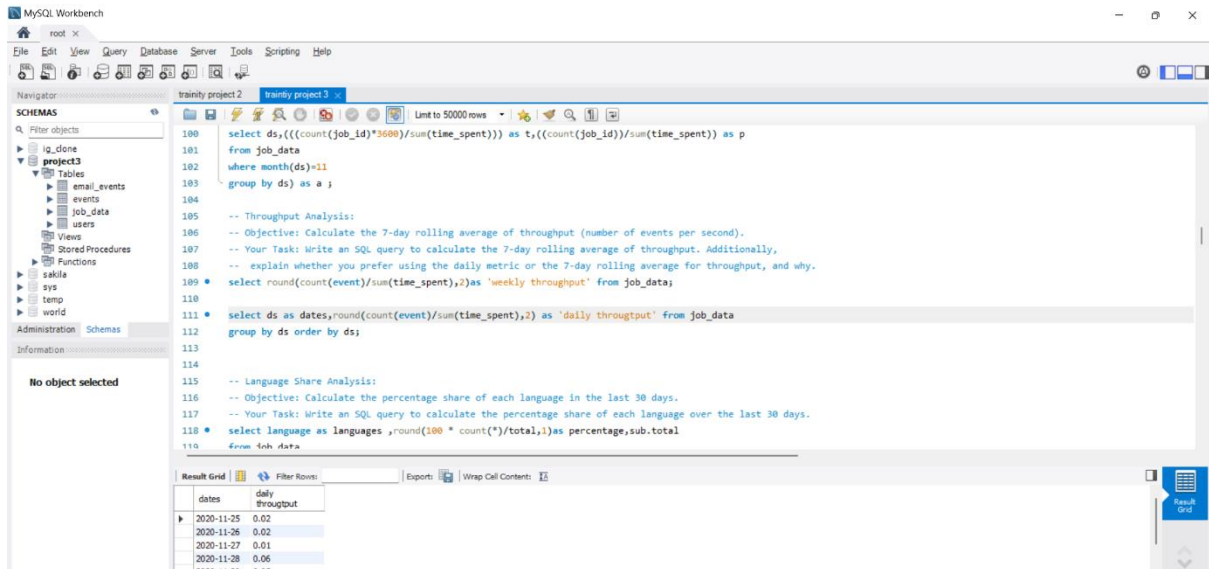 MySQL Workbench
root
File Edit View Query Database Server Tools Scripting Help
Navigator
trainity project 2
traintiy project 3
SCHEMAS
Filter objects
Limit to 50000 rows
ig_clone
project3
Tables
email_events
events
job_data
users
Views
Stored Procedures
Functions
sakila
sys
temp
world
Administration Schemas
Information
No object selected
100 select ds,(((count(job_id)*3600)/sum(time_spent))) as t,((count(job_id))/sum(time_spent)) as p
101 from job_data
102 where month(ds)=11
103 group by ds) as a ;
104
105 -- Throughput Analysis:
106 -- Objective: Calculate the 7-day rolling average of throughput (number of events per second).
107 -- Your Task: Write an SQL query to calculate the 7-day rolling average of throughput. Additionally,
108 -- explain whether you prefer using the daily metric or the 7-day rolling average for throughput, and why.
109 select round(count(event)/sum(time_spent),2)as 'weekly throughput' from job_data;
110
111 select ds as dates,round(count(event)/sum(time_spent),2) as 'daily througtput' from job_data
112 group by ds order by ds;
113
114
115 -- Language Share Analysis:
116 -- Objective: Calculate the percentage share of each language in the last 30 days.
117 -- Your Task: Write an SQL query to calculate the percentage share of each language over the last 30 days.
118 select language as languages ,round(100 * count(*)/total,1)as percentage,sub.total
119 from job_data
Result Grid Filter Rows: Export: Wrap Cell Content:
dates daily througtput
2020-11-25 0.02
2020-11-26 0.02
2020-11-27 0.01
2020-11-28 0.06
Result Grid